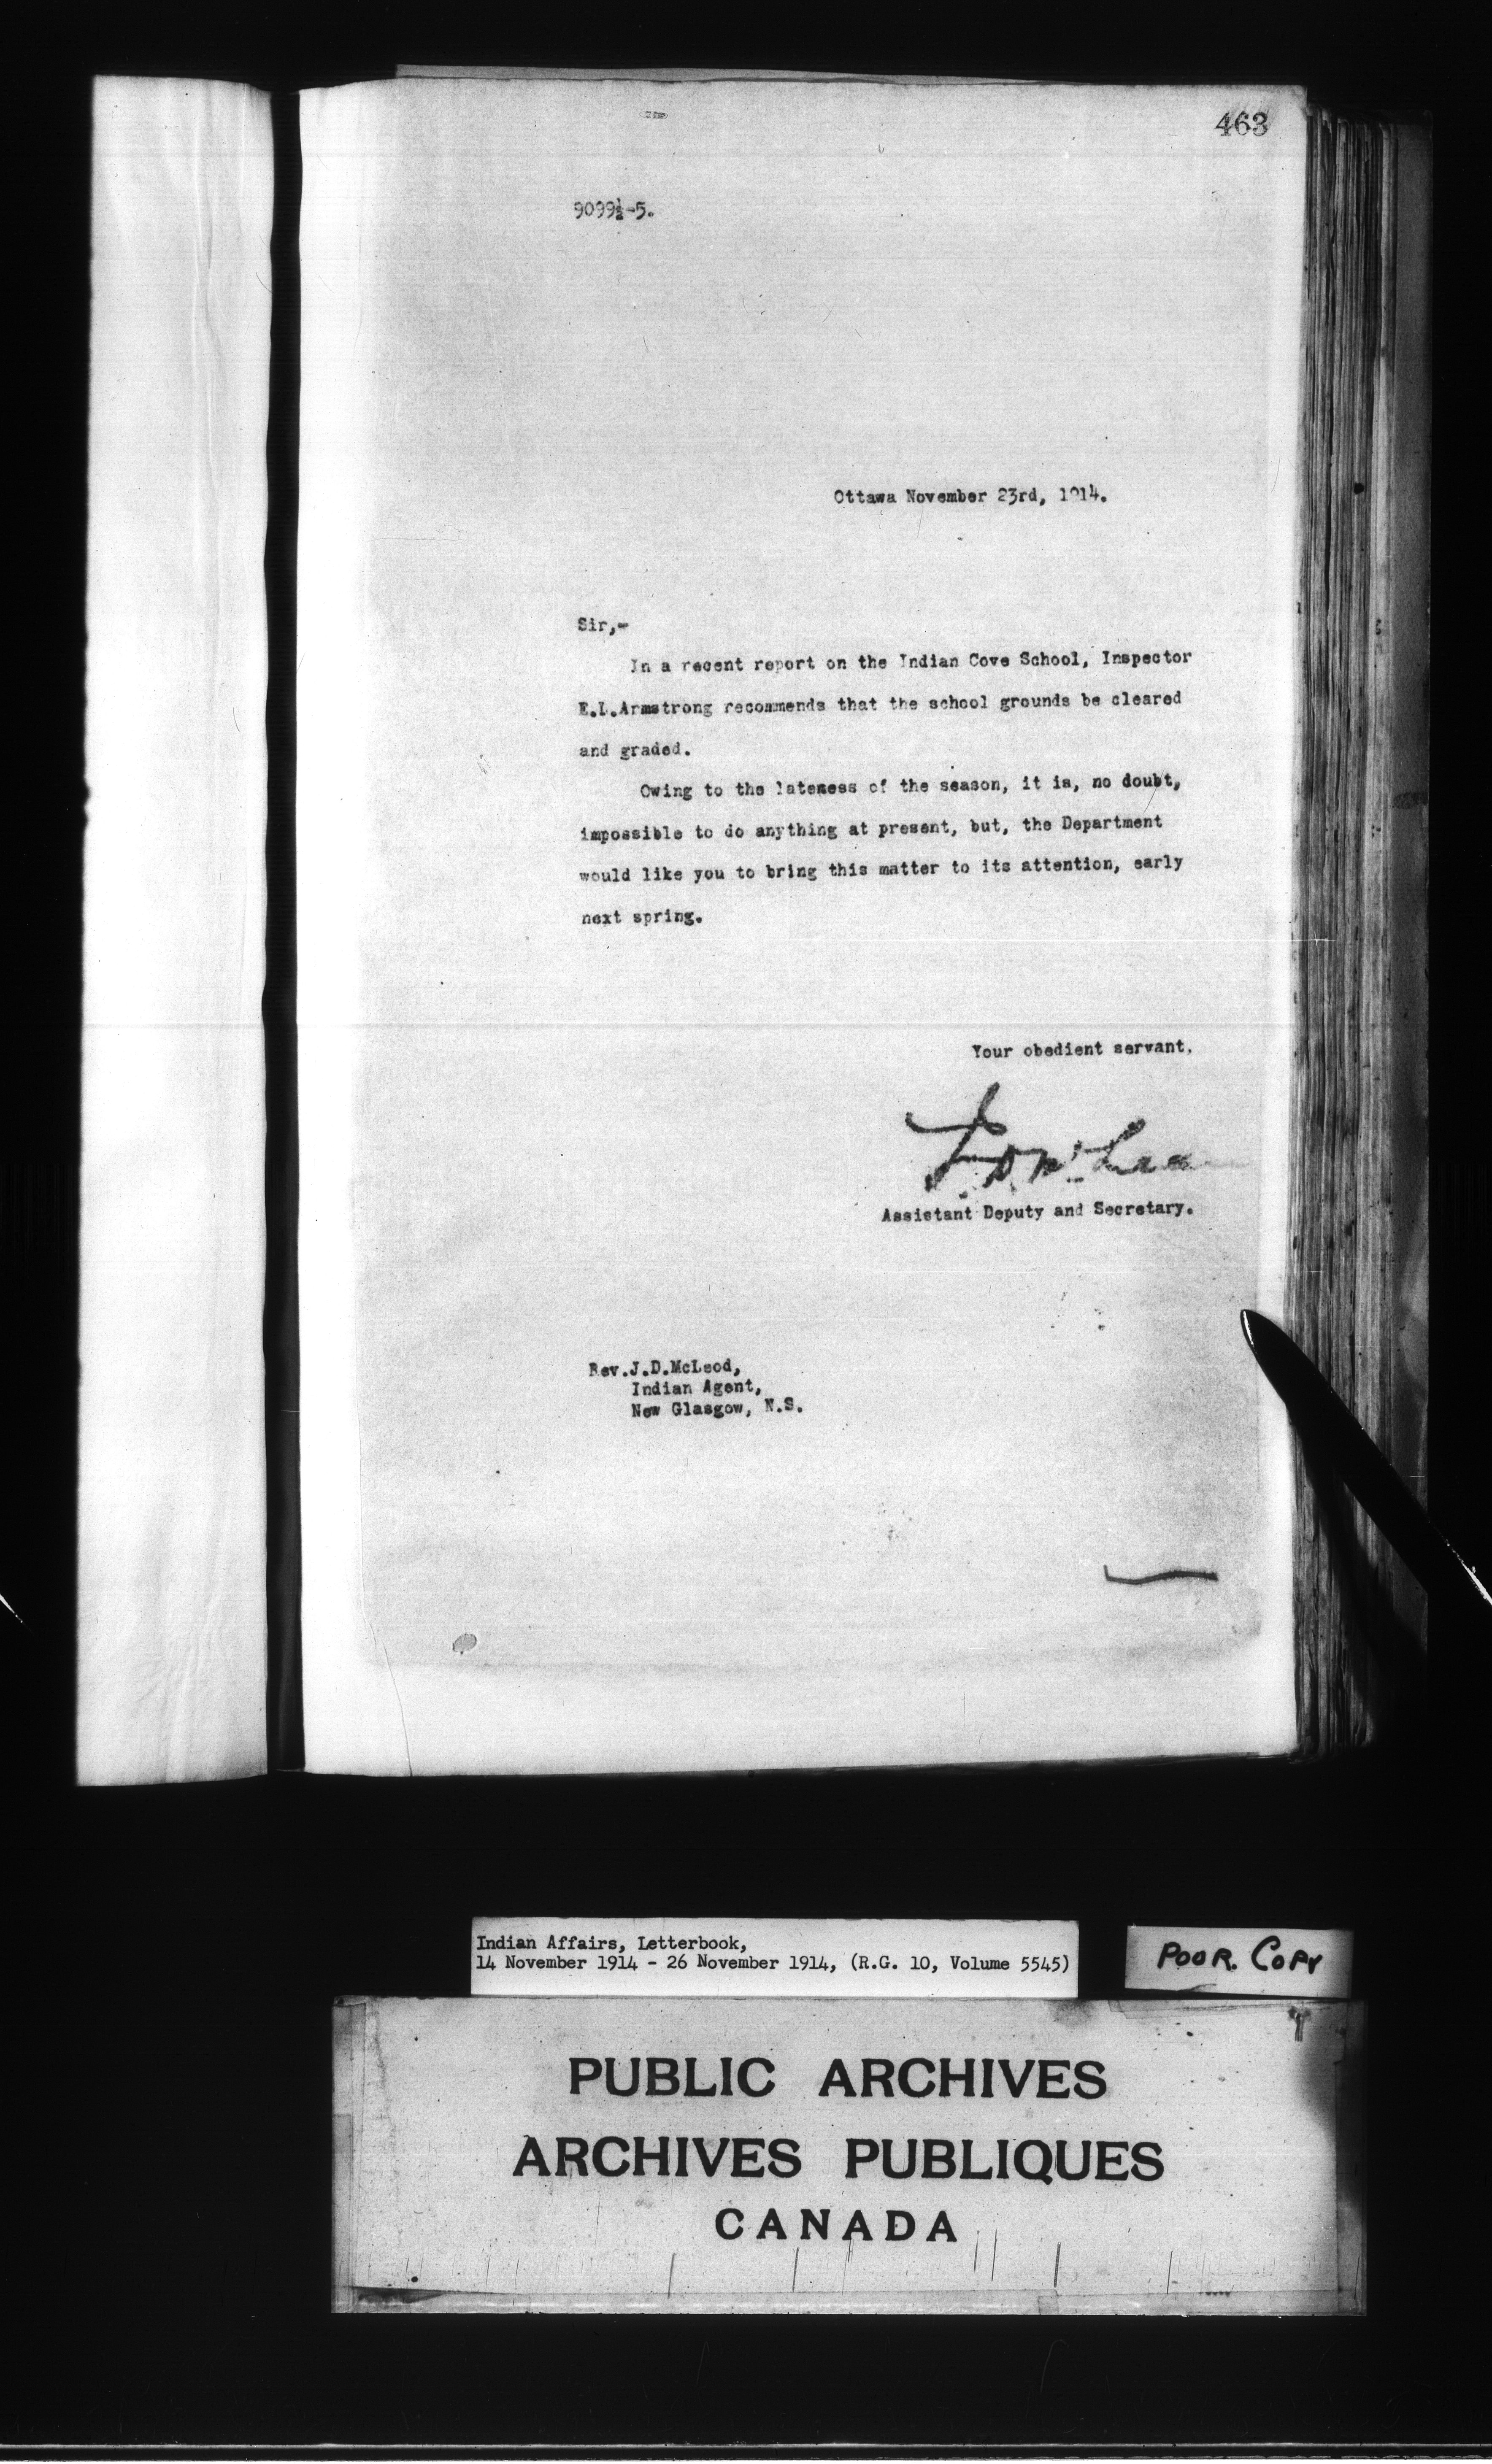 463
9099½-5.
Ottawa November 23rd, 1914.
Sir,-
In a recent report on the Indian Cove School, Inspector
E.L.Armstrong recommends that the school grounds be cleared
and graded.
Owing to the lateness of the season, it is, no doubt,
impossible to do anything at present, but, the Department
would like you to bring this matter to its attention, early
next spring.
Your obedient servant.
J. D. McLean
Assistant Deputy and Secretary.
Rev.J.D.McLeod,
Indian Agent,
New Glasgow, N.S.
Indian Affairs, Letterbook,
14 November 1914 - 26 November 1914, (R.G. 10, Volume 5545)
POOR. COPY
PUBLIC ARCHIVES
ARCHIVES PUBLIQUES
CANADA